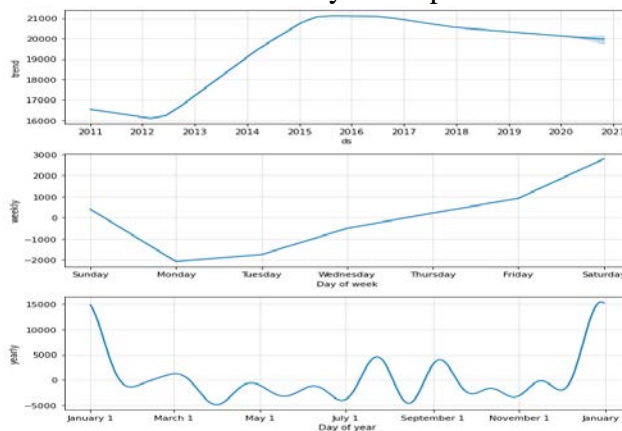 21000
20000
19000
18000
17000
16000
trend
2011 2012 2013 2014 2015 2016 2017 2018 2019 2020 2021
ds
3000
2000
1000
0
−1000
−2000
weekly
Sunday Monday Tuesday Wednesday Thursday Friday Saturday
Day of week
15000
10000
5000
0
−5000
yearly
January 1 March 1 May 1 July 1 September 1 November 1 January
Day of year